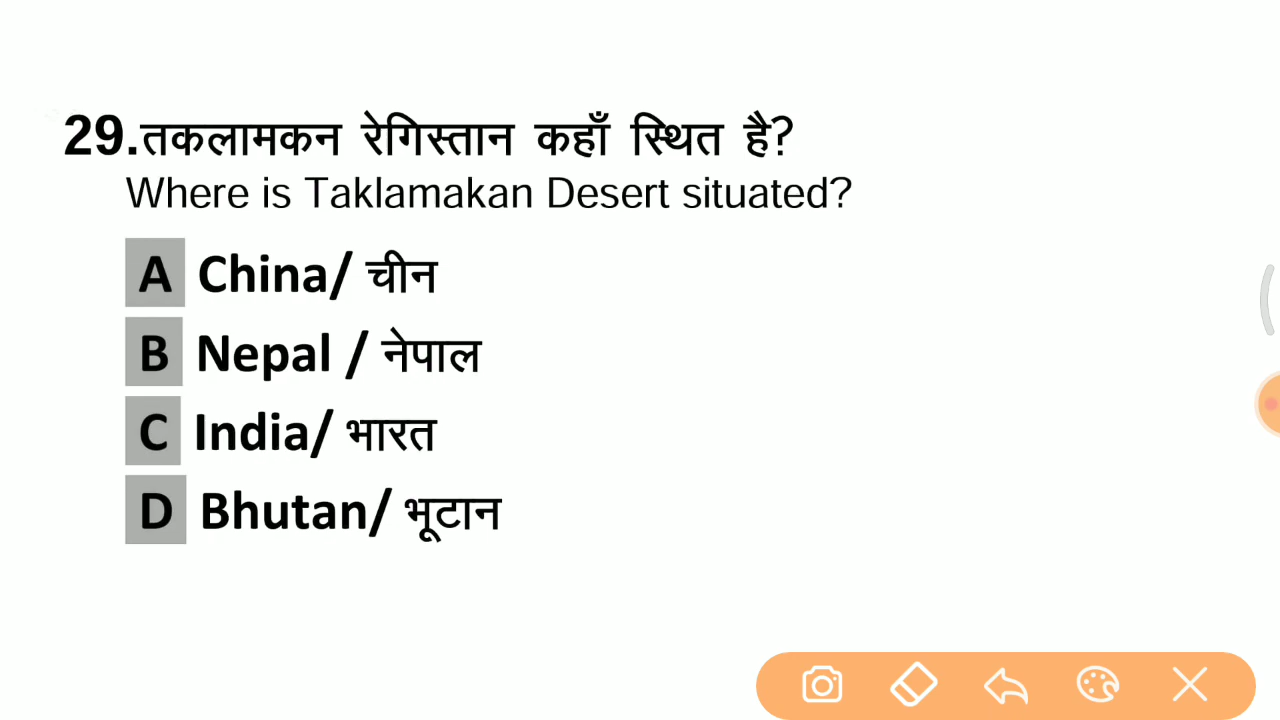 29.तकलामकन रेगिस्तान कहाँ स्थित है?
Where is Taklamakan Desert situated?
A China/ चीन
B Nepal / नेपाल
C India/ भारत
D Bhutan/ भूटान